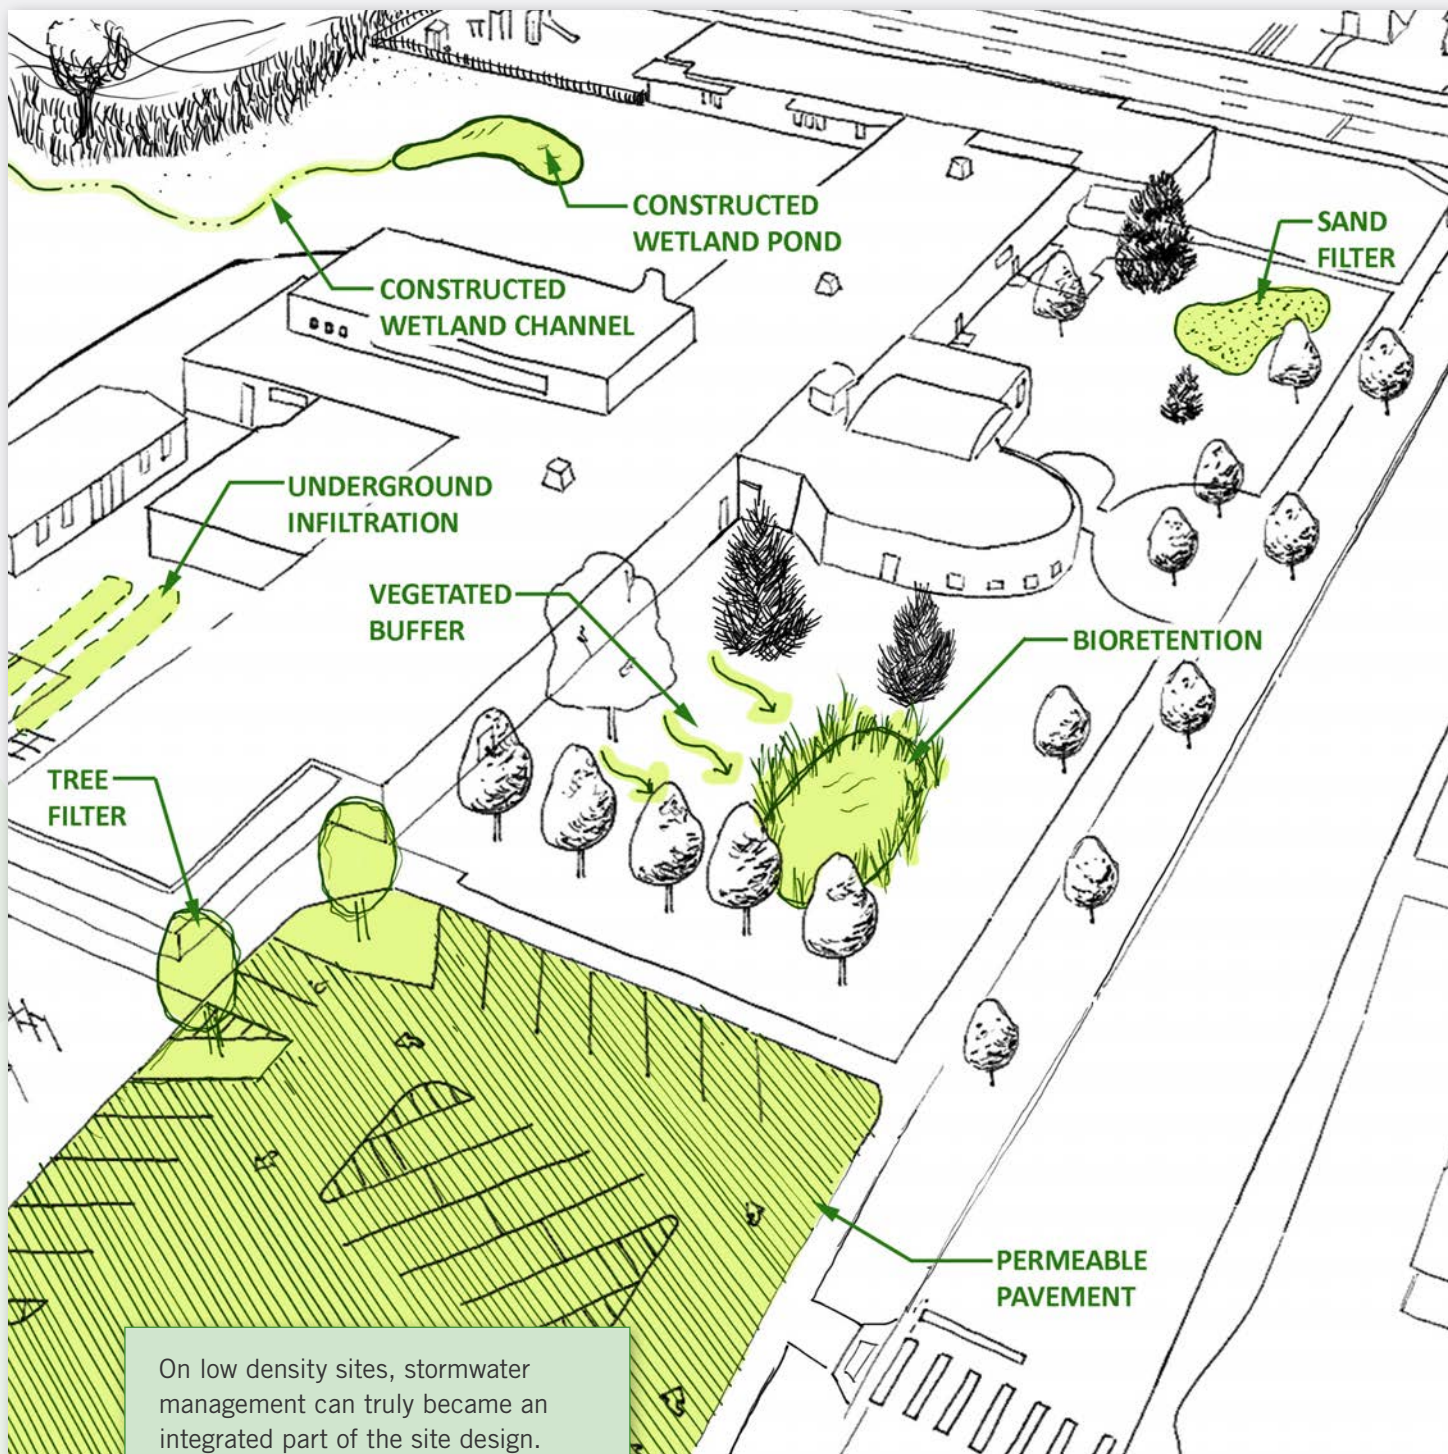 CONSTRUCTED
WETLAND POND
SAND
FILTER
CONSTRUCTED
WETLAND CHANNEL
UNDERGROUND
INFILTRATION
VEGETATED
BUFFER
BIORETENTION
TREE
FILTER
PERMEABLE
PAVEMENT
On low density sites, stormwater
management can truly became an
integrated part of the site design.